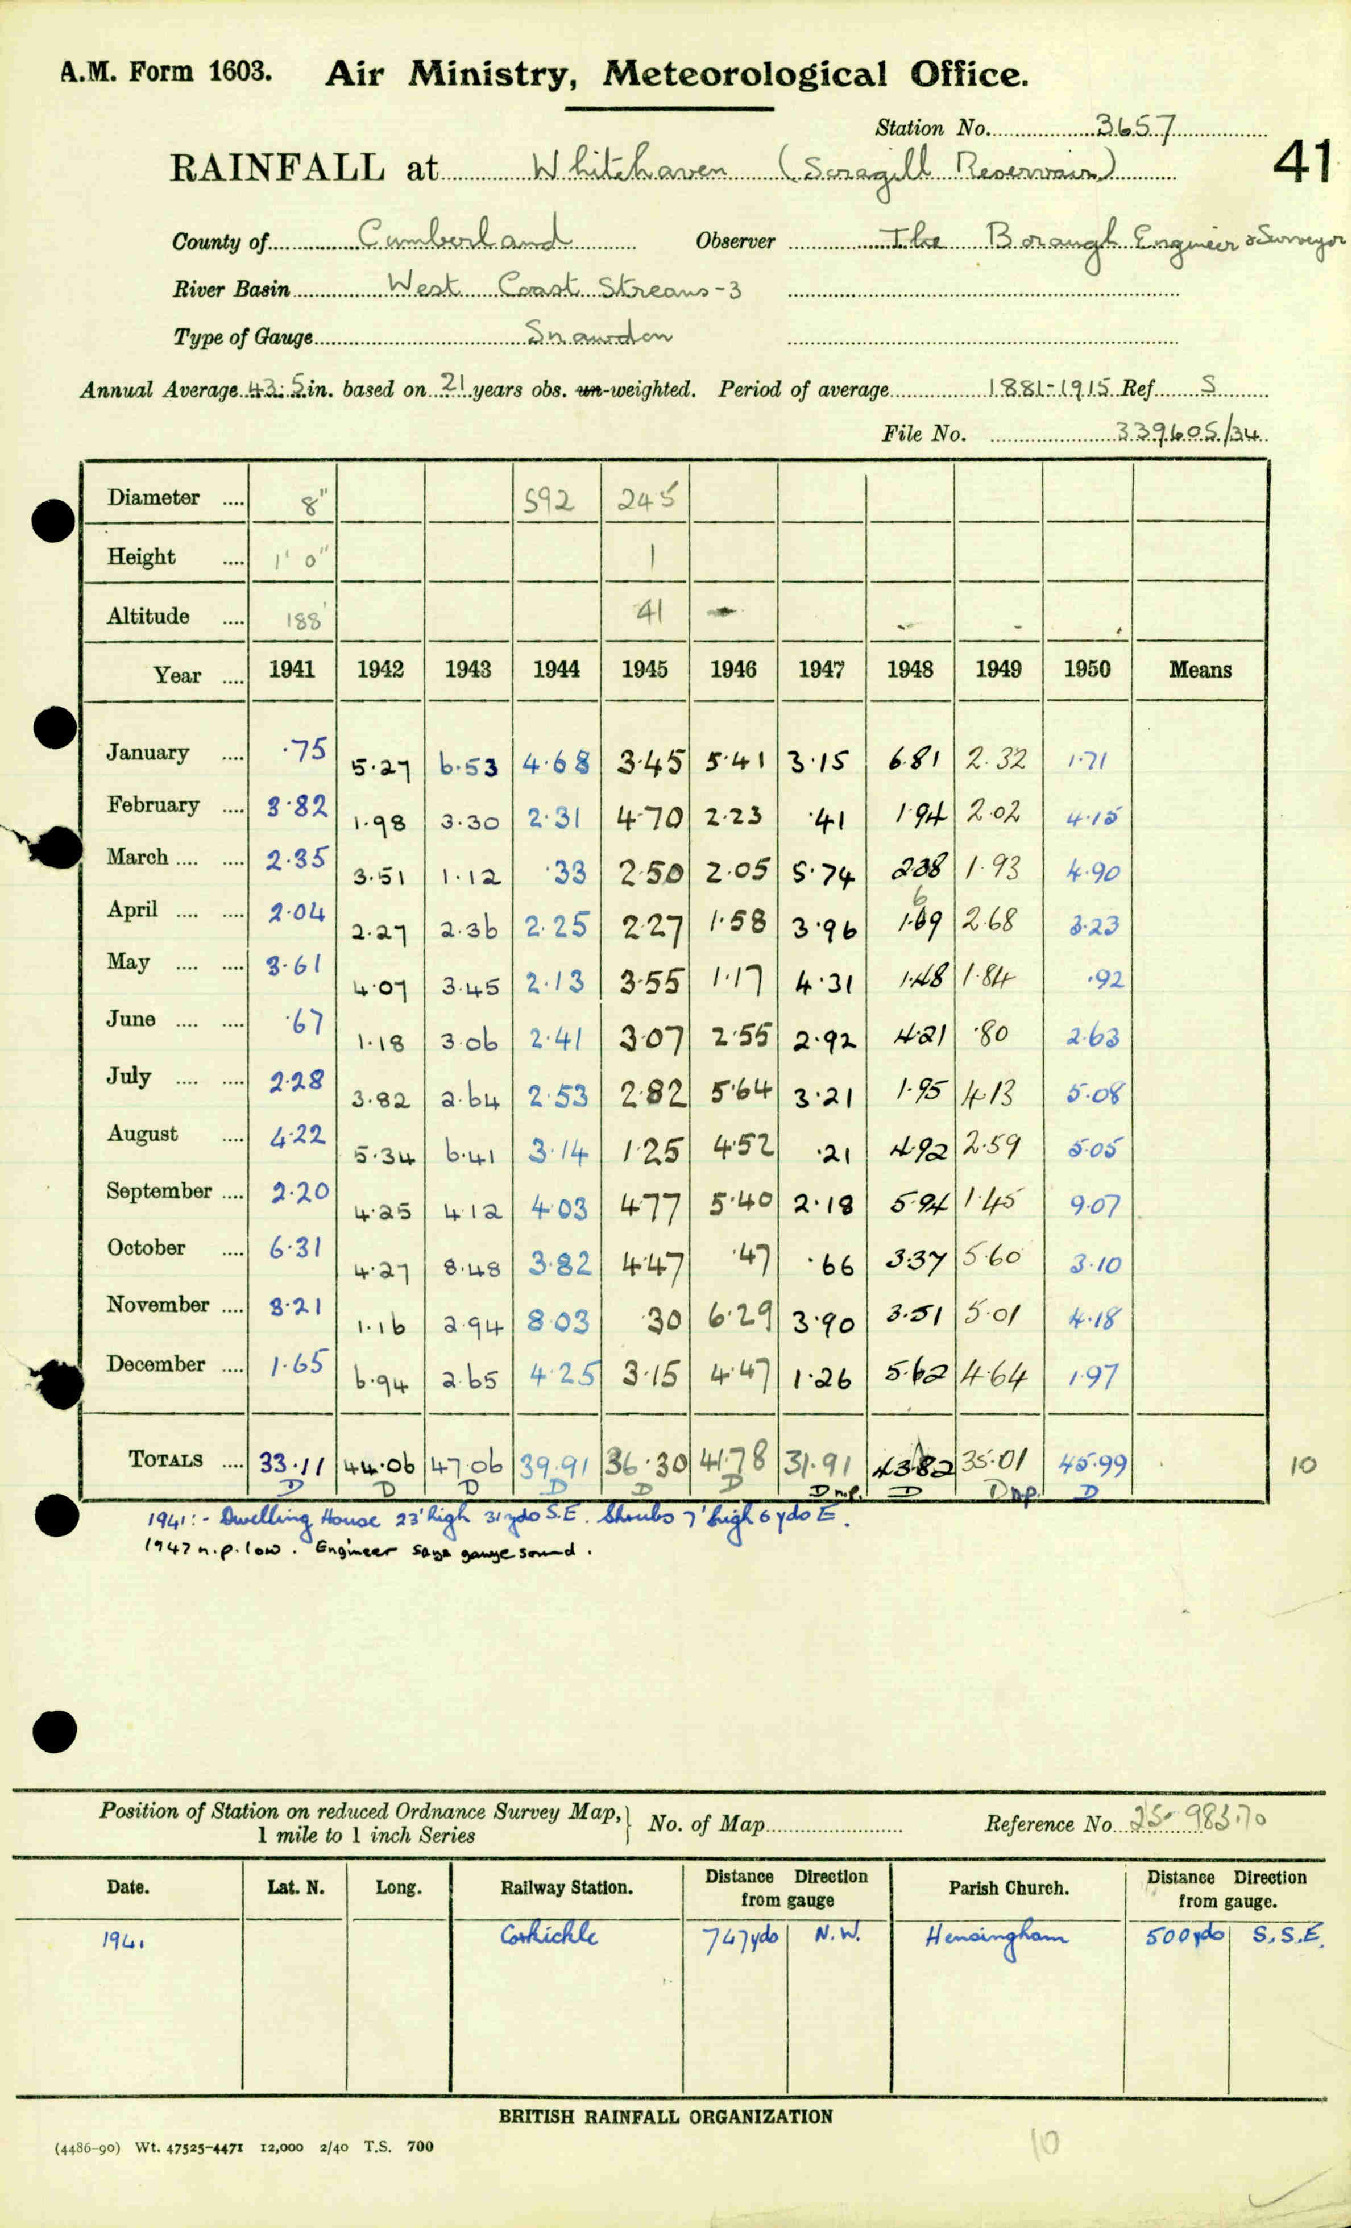 A.M. Form 1603. Air Ministry, Meteorological Office.
Station No. 3657
41
RAINFALL at Whitehaven (Scragill Reservoir)
County of Cumberland Observer The Borough Engineer & Surveyor
River Basin West Coast Streams-3
Type of Gauge Snowdon
Annual Average 43.5 in. based on 21 years obs. un-weighted. Period of average 1881-1915 Ref. S
File No. 339605/34
Diameter .... 8" 592 245
Height .... 1' 0" 1
Altitude .... 188' 41
Year .... 1941 1942 1943 1944 1945 1946 1947 1948 1949 1950 Means
January .... ·75 5·27 6·53 4·68 3·45 5·41 3·15 6·81 2·32 1·71
February .... 3·82 1·98 3·30 2·31 4·70 2·23 ·41 1·94 2·02 4·15
March .... .... 2·35 3·51 1·12 ·33 2·50 2·05 5·74 2·38 1·93 4·90
April .... .... 2·04 2·27 2·36 2·25 2·27 1·58 3·96 1·69 2·68 3·23
May .... .... 3·61 4·07 3·45 2·13 3·55 1·17 4·31 1·48 1·84 ·92
June .... .... ·67 1·18 3·06 2·41 3·07 2·55 2·92 4·21 ·80 2·63
July .... .... 2·28 3·82 2·64 2·53 2·82 5·64 3·21 1·95 4·13 5·08
August .... 4·22 5·34 6·41 3·14 1·25 4·52 ·21 4·92 2·59 5·05
September .... 2·20 4·25 4·12 4·03 4·77 5·40 2·18 5·94 1·45 9·07
October .... 6·31 4·27 8·48 3·82 4·47 ·47 ·66 3·37 5·60 3·10
November .... 3·21 1·16 2·94 8·03 ·30 6·29 3·90 3·51 5·01 4·18
December .... 1·65 6·94 2·65 4·25 3·15 4·47 1·26 5·62 4·64 1·97
TOTALS .... 33·11 44·06 47·06 39·91 36·30 41·78 31·91 43·82 35·01 45·99 10
D D D D D D D n.p. D D n.p. D
1941:- Dwelling House 23' high 31 yds S.E. Shrubs 7' high 6 yds E.
1947 n.p. low. Engineer says gauge sound.
Position of Station on reduced Ordnance Survey Map, 1 mile to 1 inch Series
No. of Map Reference No. 25- 983.70
Date. Lat. N. Long. Railway Station. Distance Direction from gauge Parish Church. Distance Direction from gauge.
1941 Corkickle 747 yds N.W. Hensingham 500 yds S.S.E.
BRITISH RAINFALL ORGANIZATION
(4486-90) Wt. 47525-4471 12,000 2/40 T.S. 700
10